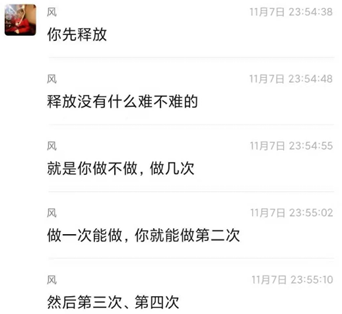 风
11月7日 23:54:38
你先释放
风
11月7日 23:54:48
释放没有什么难不难的
风
11月7日 23:54:55
就是你做不做，做几次
风
11月7日 23:55:02
做一次能做，你就能做第二次
风
11月7日 23:55:10
然后第三次、第四次